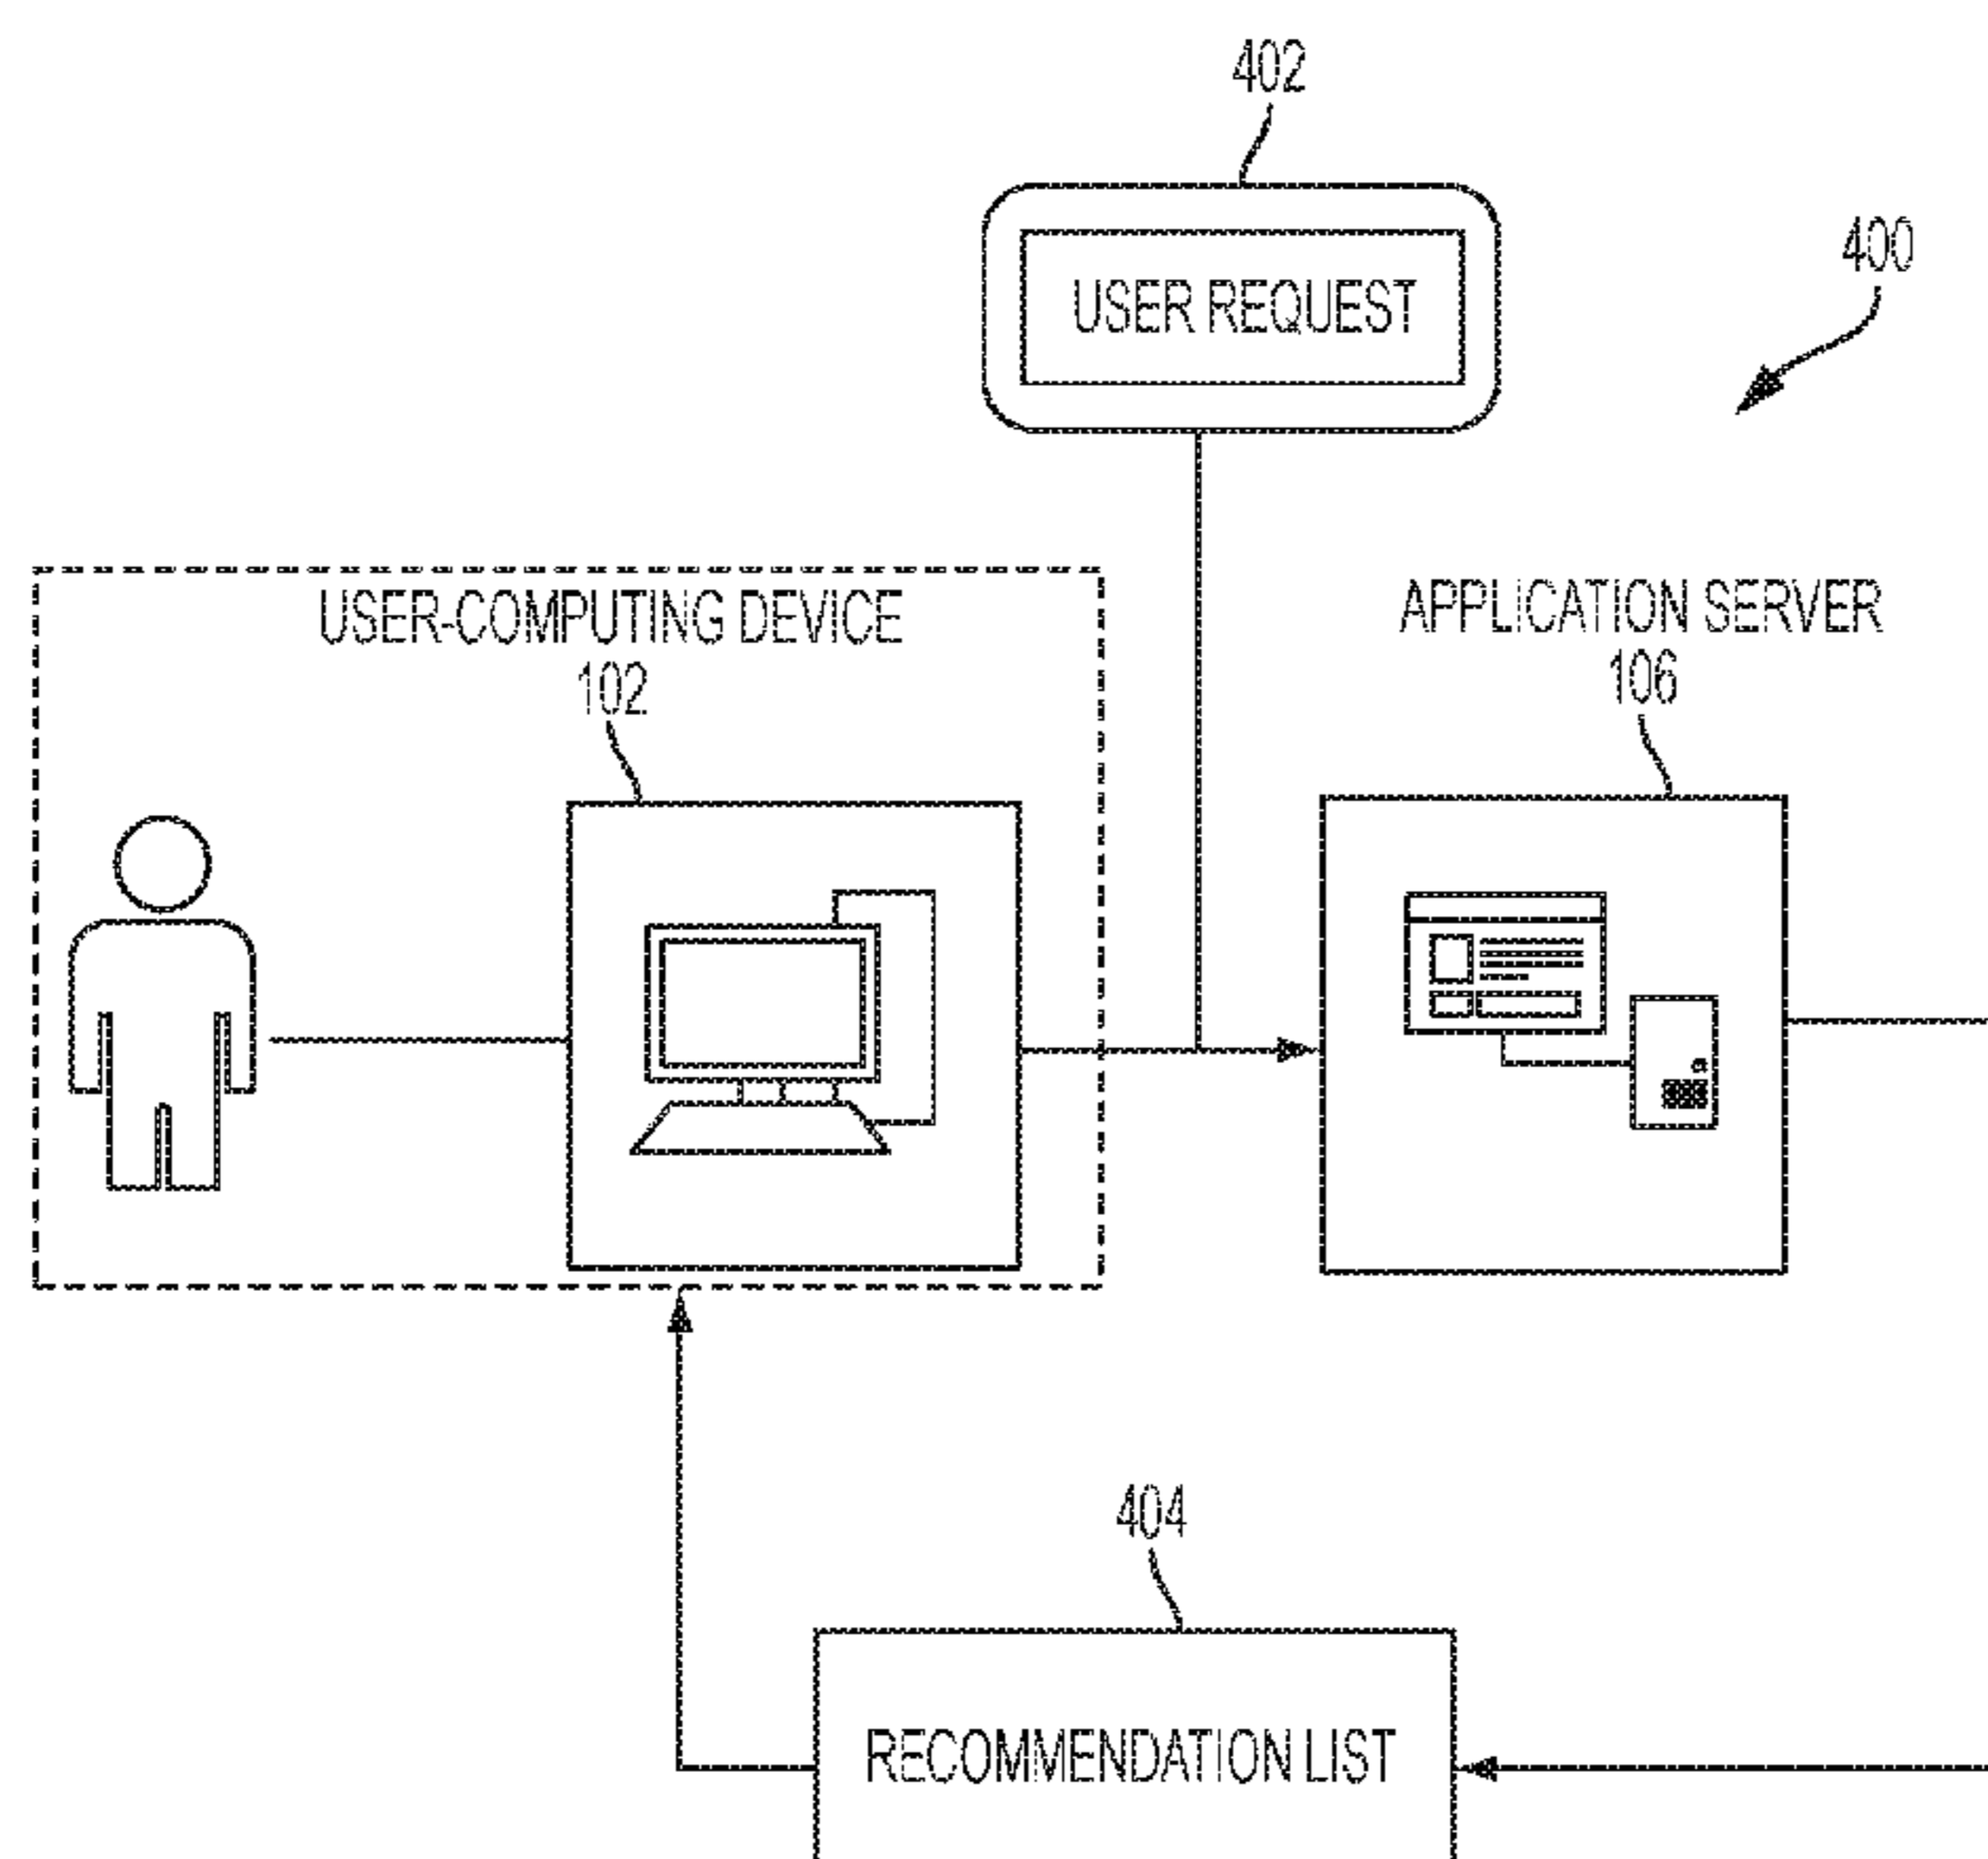 402
400
USER REQUEST
USER-COMPUTING DEVICE
102
APPLICATION SERVER
106
404
RECOMMENDATION LIST